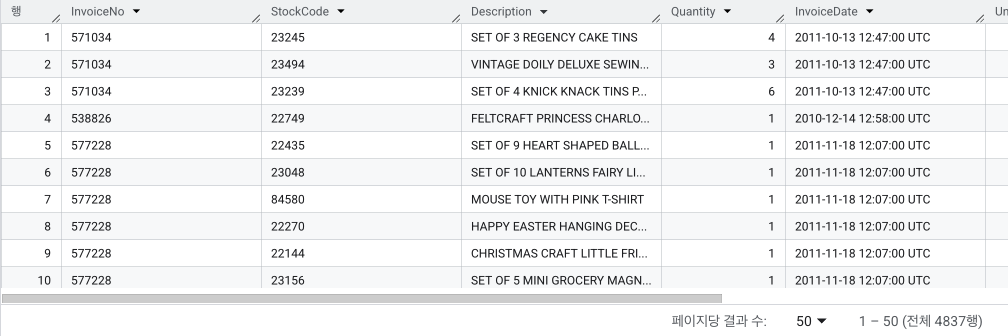 행 InvoiceNo StockCode Description Quantity InvoiceDate Un
1 571034 23245 SET OF 3 REGENCY CAKE TINS 4 2011-10-13 12:47:00 UTC
2 571034 23494 VINTAGE DOILY DELUXE SEWIN... 3 2011-10-13 12:47:00 UTC
3 571034 23239 SET OF 4 KNICK KNACK TINS P... 6 2011-10-13 12:47:00 UTC
4 538826 22749 FELTCRAFT PRINCESS CHARLO... 1 2010-12-14 12:58:00 UTC
5 577228 22435 SET OF 9 HEART SHAPED BALL... 1 2011-11-18 12:07:00 UTC
6 577228 23048 SET OF 10 LANTERNS FAIRY LI... 1 2011-11-18 12:07:00 UTC
7 577228 84580 MOUSE TOY WITH PINK T-SHIRT 1 2011-11-18 12:07:00 UTC
8 577228 22270 HAPPY EASTER HANGING DEC... 1 2011-11-18 12:07:00 UTC
9 577228 22144 CHRISTMAS CRAFT LITTLE FRI... 1 2011-11-18 12:07:00 UTC
10 577228 23156 SET OF 5 MINI GROCERY MAGN... 1 2011-11-18 12:07:00 UTC
페이지당 결과 수: 50 1 – 50 (전체 4837행)